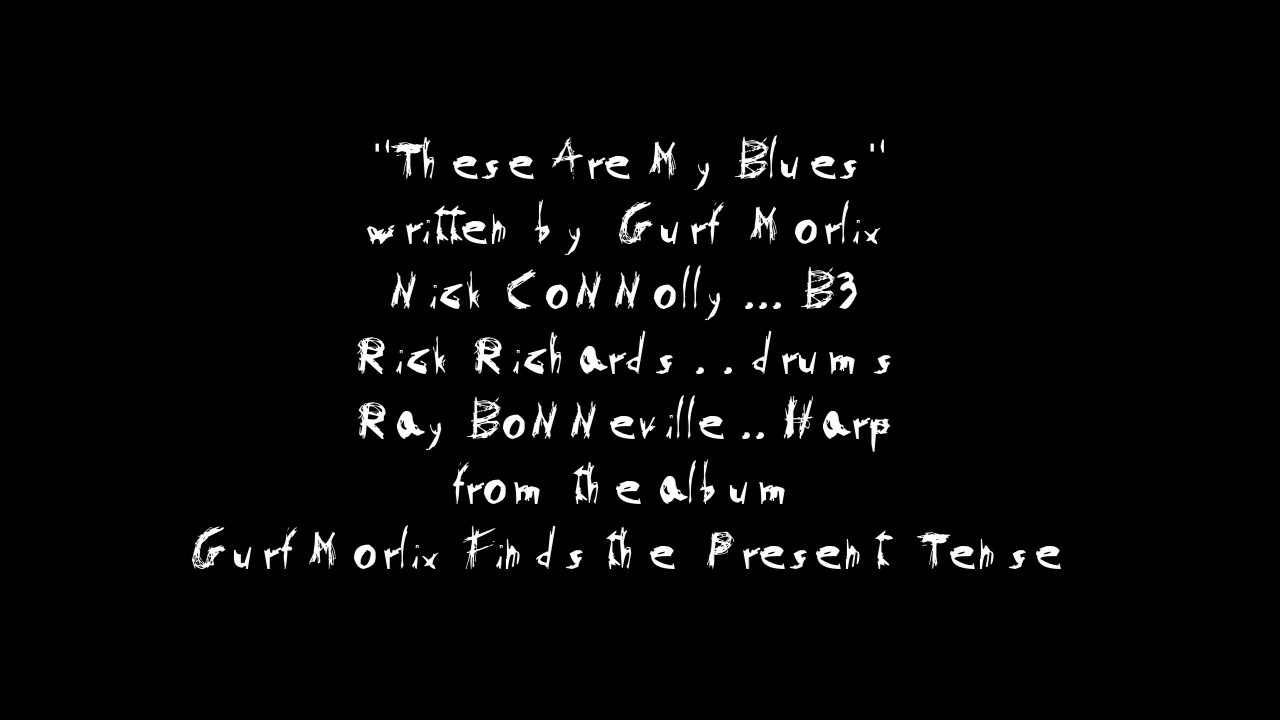 "These Are My Blues"
written by Gurf Morlix
Nick CoNNolly ... B3
Rick Richards .. drums
Ray BoNNeville .. Harp
from the album
Gurf Morlix Finds the Present Tense